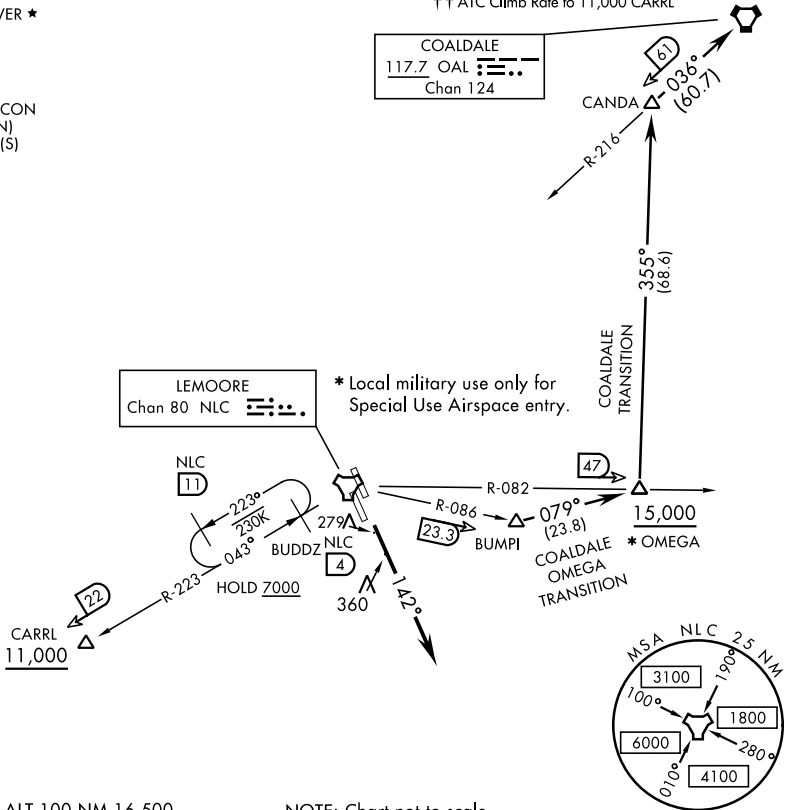 VER ★
†† ATC Climb Rate to 11,000 CARRL
COALDALE
117.7 OAL
Chan 124
CON
N)
(S)
61
036°
(60.7)
CANDA
R-216
355°
(68.6)
COALDALE
TRANSITION
LEMOORE
Chan 80 NLC
* Local military use only for
Special Use Airspace entry.
NLC
11
223°
230K
043°
R-223
BUDDZ
NLC
4
HOLD 7000
279
360
142°
R-082
47
R-086
23.3
BUMPI
079°
(23.8)
15,000
* OMEGA
COALDALE
OMEGA
TRANSITION
22
CARRL
11,000
MSA NLC 25 NM
3100
190°
100°
1800
6000
280°
010°
4100
ALT 100 NM 16,500
NOTE: Chart not to scale